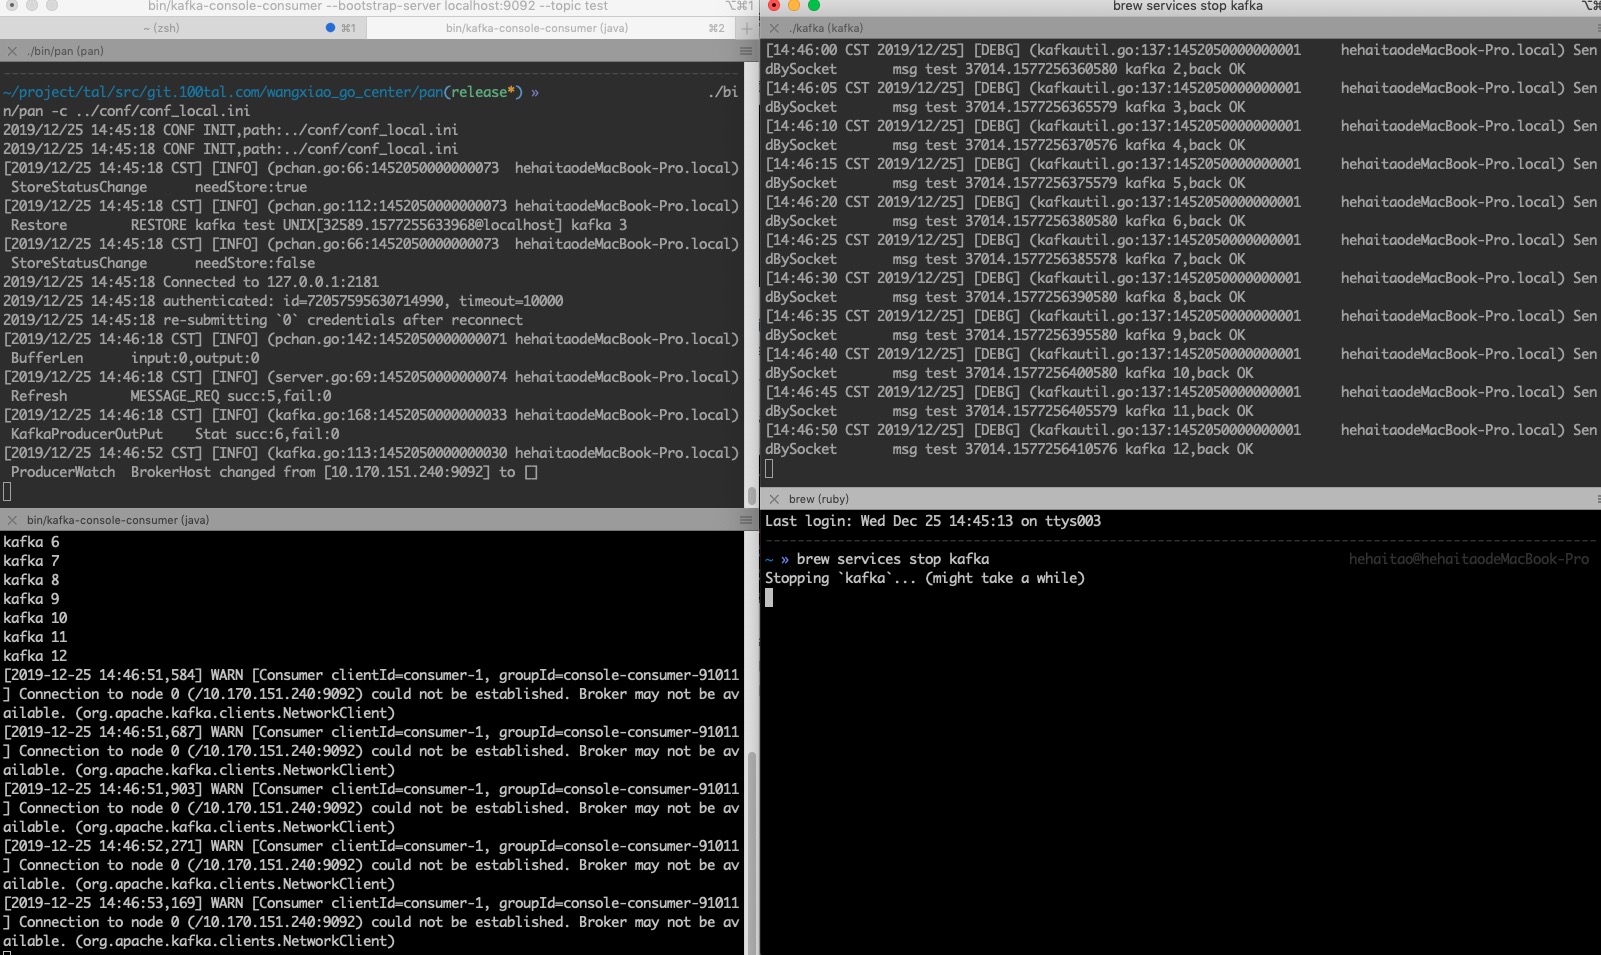 bin/kafka-console-consumer --bootstrap-server localhost:9092 --topic test ⌥⌘1
~ (zsh) ⌘1 bin/kafka-console-consumer (java) ⌘2 +
./bin/pan (pan)
~/project/tal/src/git.100tal.com/wangxiao_go_center/pan(release*) » ./bi
n/pan -c ../conf/conf_local.ini
2019/12/25 14:45:18 CONF INIT,path:../conf/conf_local.ini
2019/12/25 14:45:18 CONF INIT,path:../conf/conf_local.ini
[2019/12/25 14:45:18 CST] [INFO] (pchan.go:66:1452050000000073 hehaitaodeMacBook-Pro.local)
StoreStatusChange needStore:true
[2019/12/25 14:45:18 CST] [INFO] (pchan.go:112:1452050000000073 hehaitaodeMacBook-Pro.local)
Restore RESTORE kafka test UNIX[32589.1577255633968@localhost] kafka 3
[2019/12/25 14:45:18 CST] [INFO] (pchan.go:66:1452050000000073 hehaitaodeMacBook-Pro.local)
StoreStatusChange needStore:false
2019/12/25 14:45:18 Connected to 127.0.0.1:2181
2019/12/25 14:45:18 authenticated: id=72057595630714990, timeout=10000
2019/12/25 14:45:18 re-submitting `0` credentials after reconnect
[2019/12/25 14:46:18 CST] [INFO] (pchan.go:142:1452050000000071 hehaitaodeMacBook-Pro.local)
BufferLen input:0,output:0
[2019/12/25 14:46:18 CST] [INFO] (server.go:69:1452050000000074 hehaitaodeMacBook-Pro.local)
Refresh MESSAGE_REQ succ:5,fail:0
[2019/12/25 14:46:18 CST] [INFO] (kafka.go:168:1452050000000033 hehaitaodeMacBook-Pro.local)
KafkaProducerOutPut Stat succ:6,fail:0
[2019/12/25 14:46:52 CST] [INFO] (kafka.go:113:1452050000000030 hehaitaodeMacBook-Pro.local)
ProducerWatch BrokerHost changed from [10.170.151.240:9092] to []
bin/kafka-console-consumer (java)
kafka 6
kafka 7
kafka 8
kafka 9
kafka 10
kafka 11
kafka 12
[2019-12-25 14:46:51,584] WARN [Consumer clientId=consumer-1, groupId=console-consumer-91011
] Connection to node 0 (/10.170.151.240:9092) could not be established. Broker may not be av
ailable. (org.apache.kafka.clients.NetworkClient)
[2019-12-25 14:46:51,687] WARN [Consumer clientId=consumer-1, groupId=console-consumer-91011
] Connection to node 0 (/10.170.151.240:9092) could not be established. Broker may not be av
ailable. (org.apache.kafka.clients.NetworkClient)
[2019-12-25 14:46:51,903] WARN [Consumer clientId=consumer-1, groupId=console-consumer-91011
] Connection to node 0 (/10.170.151.240:9092) could not be established. Broker may not be av
ailable. (org.apache.kafka.clients.NetworkClient)
[2019-12-25 14:46:52,271] WARN [Consumer clientId=consumer-1, groupId=console-consumer-91011
] Connection to node 0 (/10.170.151.240:9092) could not be established. Broker may not be av
ailable. (org.apache.kafka.clients.NetworkClient)
[2019-12-25 14:46:53,169] WARN [Consumer clientId=consumer-1, groupId=console-consumer-91011
] Connection to node 0 (/10.170.151.240:9092) could not be established. Broker may not be av
ailable. (org.apache.kafka.clients.NetworkClient)
brew services stop kafka ⌥⌘
./kafka (kafka)
[14:46:00 CST 2019/12/25] [DEBG] (kafkautil.go:137:1452050000000001 hehaitaodeMacBook-Pro.local) Sen
dBySocket msg test 37014.1577256360580 kafka 2,back OK
[14:46:05 CST 2019/12/25] [DEBG] (kafkautil.go:137:1452050000000001 hehaitaodeMacBook-Pro.local) Sen
dBySocket msg test 37014.1577256365579 kafka 3,back OK
[14:46:10 CST 2019/12/25] [DEBG] (kafkautil.go:137:1452050000000001 hehaitaodeMacBook-Pro.local) Sen
dBySocket msg test 37014.1577256370576 kafka 4,back OK
[14:46:15 CST 2019/12/25] [DEBG] (kafkautil.go:137:1452050000000001 hehaitaodeMacBook-Pro.local) Sen
dBySocket msg test 37014.1577256375579 kafka 5,back OK
[14:46:20 CST 2019/12/25] [DEBG] (kafkautil.go:137:1452050000000001 hehaitaodeMacBook-Pro.local) Sen
dBySocket msg test 37014.1577256380580 kafka 6,back OK
[14:46:25 CST 2019/12/25] [DEBG] (kafkautil.go:137:1452050000000001 hehaitaodeMacBook-Pro.local) Sen
dBySocket msg test 37014.1577256385578 kafka 7,back OK
[14:46:30 CST 2019/12/25] [DEBG] (kafkautil.go:137:1452050000000001 hehaitaodeMacBook-Pro.local) Sen
dBySocket msg test 37014.1577256390580 kafka 8,back OK
[14:46:35 CST 2019/12/25] [DEBG] (kafkautil.go:137:1452050000000001 hehaitaodeMacBook-Pro.local) Sen
dBySocket msg test 37014.1577256395580 kafka 9,back OK
[14:46:40 CST 2019/12/25] [DEBG] (kafkautil.go:137:1452050000000001 hehaitaodeMacBook-Pro.local) Sen
dBySocket msg test 37014.1577256400580 kafka 10,back OK
[14:46:45 CST 2019/12/25] [DEBG] (kafkautil.go:137:1452050000000001 hehaitaodeMacBook-Pro.local) Sen
dBySocket msg test 37014.1577256405579 kafka 11,back OK
[14:46:50 CST 2019/12/25] [DEBG] (kafkautil.go:137:1452050000000001 hehaitaodeMacBook-Pro.local) Sen
dBySocket msg test 37014.1577256410576 kafka 12,back OK
brew (ruby)
Last login: Wed Dec 25 14:45:13 on ttys003
~ » brew services stop kafka hehaitao@hehaitaodeMacBook-Pro
Stopping `kafka`... (might take a while)